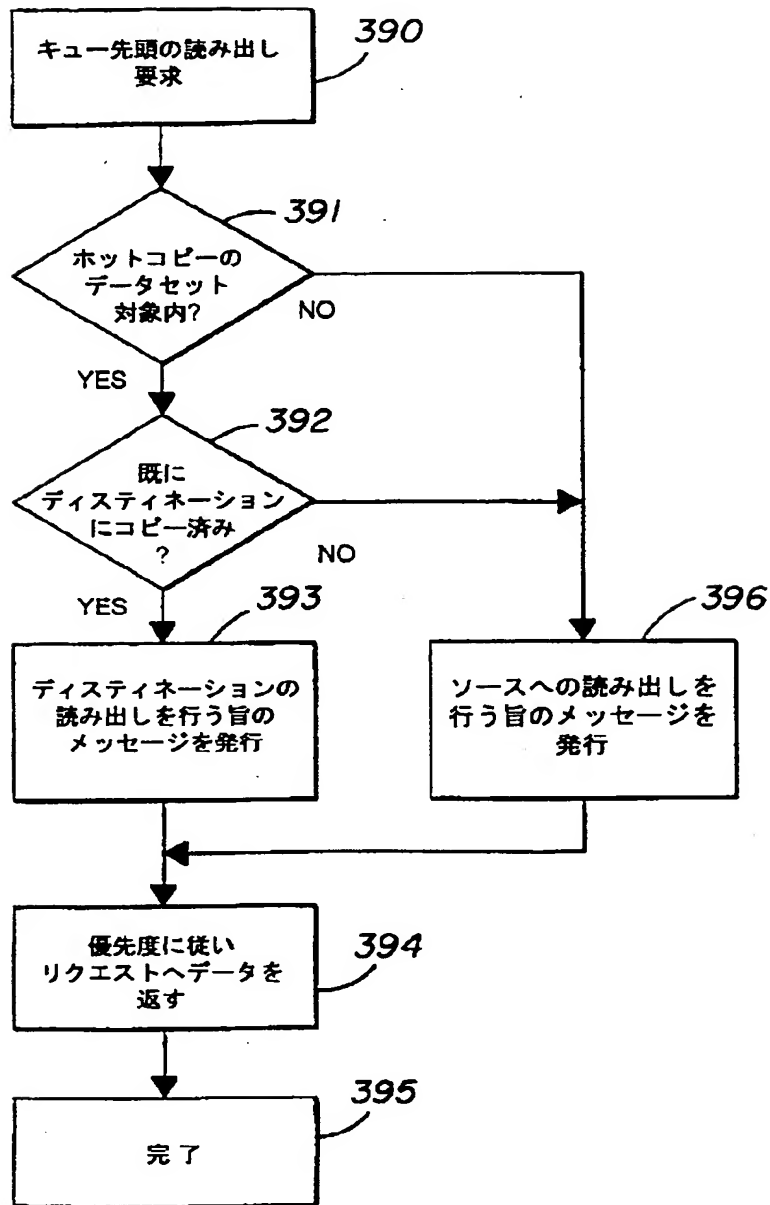 キュー先頭の読み出し
要求
390
391
ホットコピーの
データセット
対象内?
NO
YES
392
既に
ディスティネーション
にコピー済み
?
NO
YES
393
396
ディスティネーションの
読み出しを行う旨の
メッセージを発行
ソースへの読み出しを
行う旨のメッセージを
発行
優先度に従い
リクエストへデータを
返す
394
395
完了